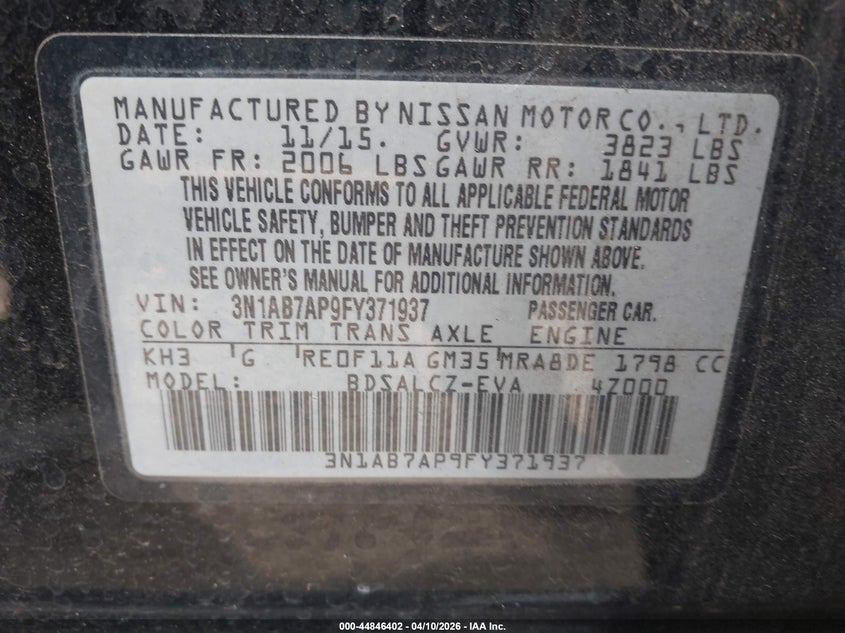 MANUFACTURED BY NISSAN MOTOR CO., LTD.
DATE: 11/15. GVWR: 3823 LBS
GAWR FR: 2006 LBS GAWR RR: 1841 LBS
THIS VEHICLE CONFORMS TO ALL APPLICABLE FEDERAL MOTOR
VEHICLE SAFETY, BUMPER AND THEFT PREVENTION STANDARDS
IN EFFECT ON THE DATE OF MANUFACTURE SHOWN ABOVE.
SEE OWNER'S MANUAL FOR ADDITIONAL INFORMATION.
VIN: 3N1AB7AP9FY371937 PASSENGER CAR.
COLOR TRIM TRANS AXLE ENGINE
KH3 G RE0F11A GM35 MRA8DE 1798 CC
MODEL: BDSALCZ-EVA 4Z000
3N1AB7AP9FY371937
000-44846402 - 04/10/2026 - IAA Inc.